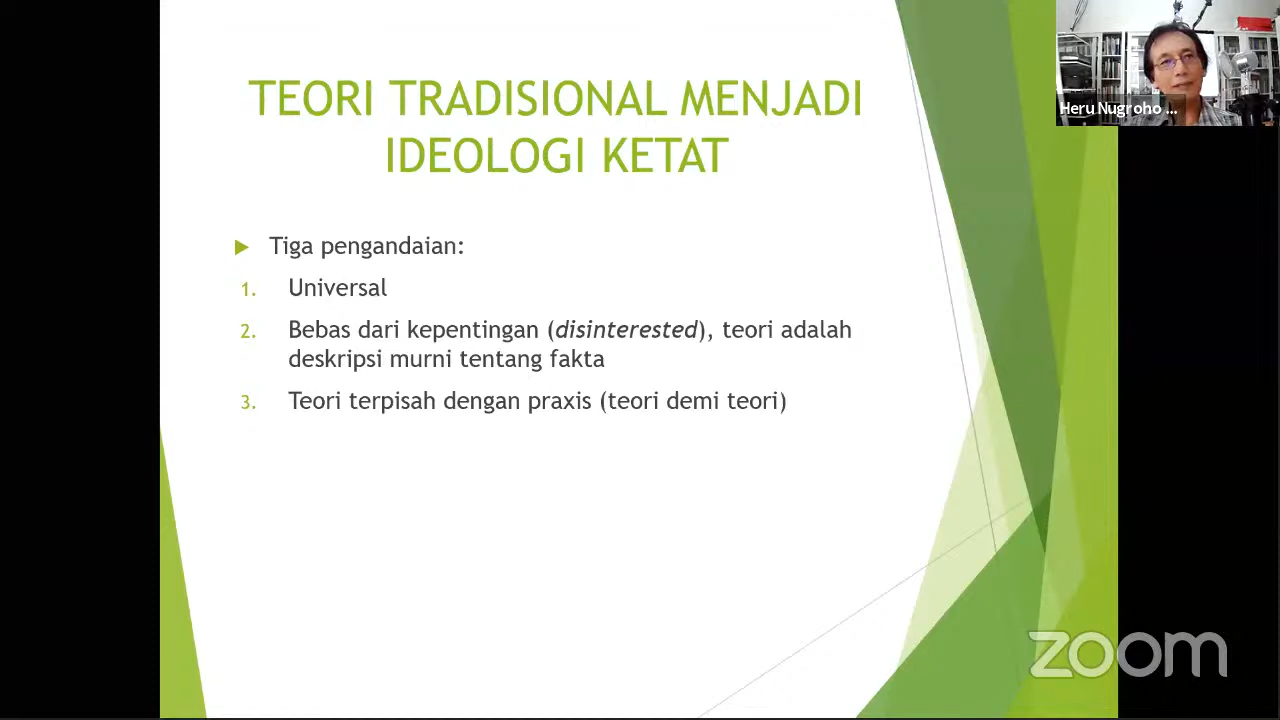 TEORI TRADISIONAL MENJADI
IDEOLOGI KETAT
Tiga pengandaian:
1. Universal
2. Bebas dari kepentingan (disinterested), teori adalah
deskripsi murni tentang fakta
3. Teori terpisah dengan praxis (teori demi teori)
Heru Nugroho ...
zoom